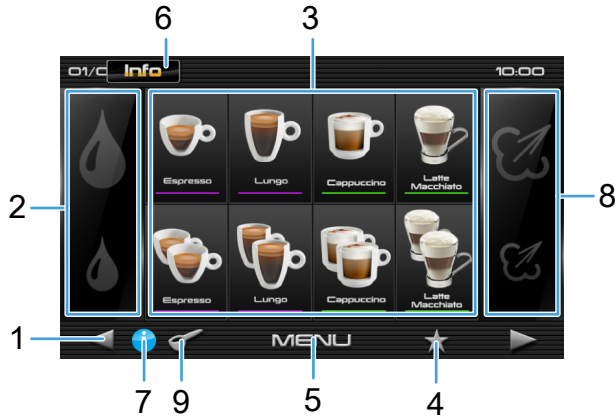 6 3
01/0 Info 10:00
2 8
Espresso Lungo Cappuccino Latte
Macchiato
Espresso Lungo Cappuccino Latte
Macchiato
1 MENU
7 9 5 4